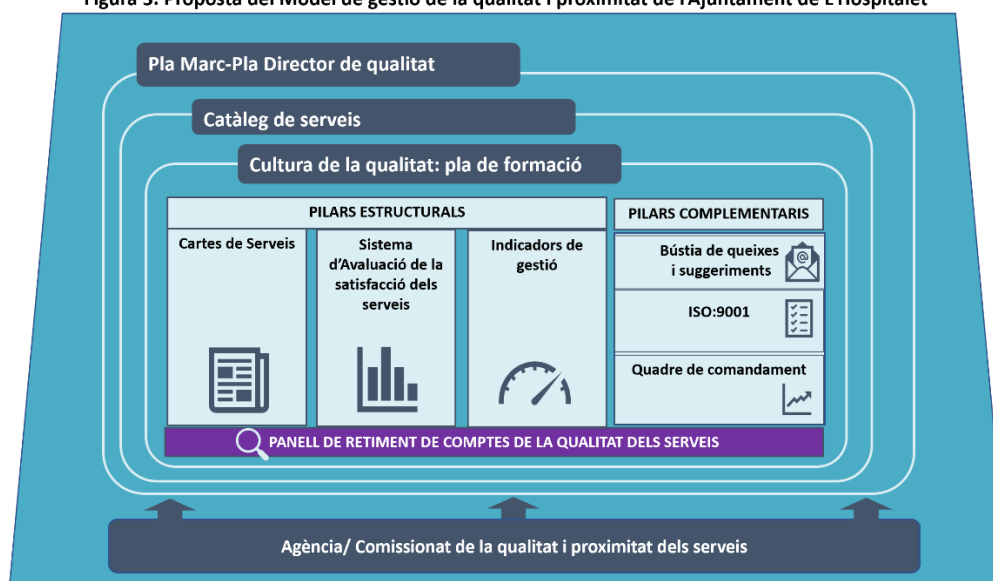 Figura 3. Proposta del Model de gestió de la qualitat i proximitat de l'Ajuntament de L'Hospitalet
Pla Marc-Pla Director de qualitat
Catàleg de serveis
Cultura de la qualitat: pla de formació
PILARS ESTRUCTURALS
PILARS COMPLEMENTARIS
Cartes de Serveis
Sistema
d’Avaluació de la
satisfacció dels
serveis
Indicadors de
gestió
Bústia de queixes
i suggeriments
@
ISO:9001
Quadre de comandament
PANELL DE RETIMENT DE COMPTES DE LA QUALITAT DELS SERVEIS
Agència/ Comissionat de la qualitat i proximitat dels serveis